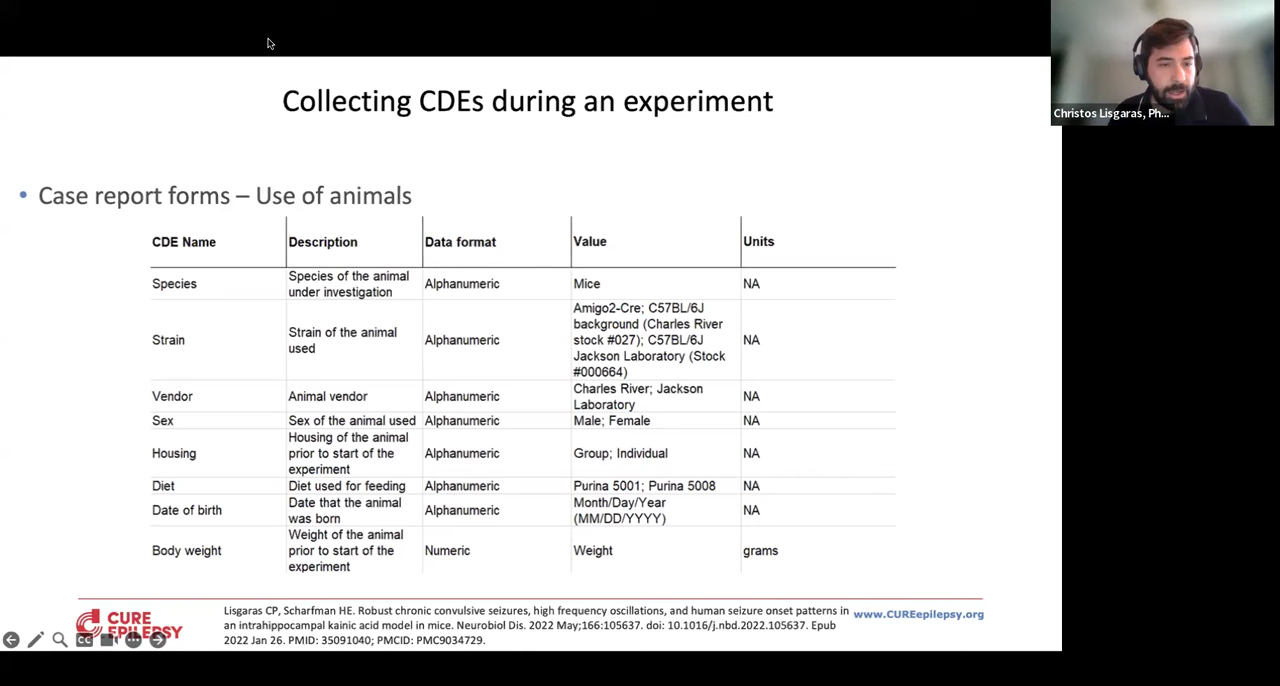 Collecting CDEs during an experiment
Christos Lisgaras, Ph...
• Case report forms – Use of animals
CDE Name Description Data format Value Units
Species Species of the animal under investigation Alphanumeric Mice NA
Strain Strain of the animal used Alphanumeric Amigo2-Cre; C57BL/6J background (Charles River stock #027); C57BL/6J Jackson Laboratory (Stock #000664) NA
Vendor Animal vendor Alphanumeric Charles River; Jackson Laboratory NA
Sex Sex of the animal used Alphanumeric Male; Female NA
Housing Housing of the animal prior to start of the experiment Alphanumeric Group; Individual NA
Diet Diet used for feeding Alphanumeric Purina 5001; Purina 5008 NA
Date of birth Date that the animal was born Alphanumeric Month/Day/Year (MM/DD/YYYY) NA
Body weight Weight of the animal prior to start of the experiment Numeric Weight grams
CURE
EPILEPSY
Lisgaras CP, Scharfman HE. Robust chronic convulsive seizures, high frequency oscillations, and human seizure onset patterns in
an intrahippocampal kainic acid model in mice. Neurobiol Dis. 2022 May;166:105637. doi: 10.1016/j.nbd.2022.105637. Epub
2022 Jan 26. PMID: 35091040; PMCID: PMC9034729.
www.CUREepilepsy.org
CC